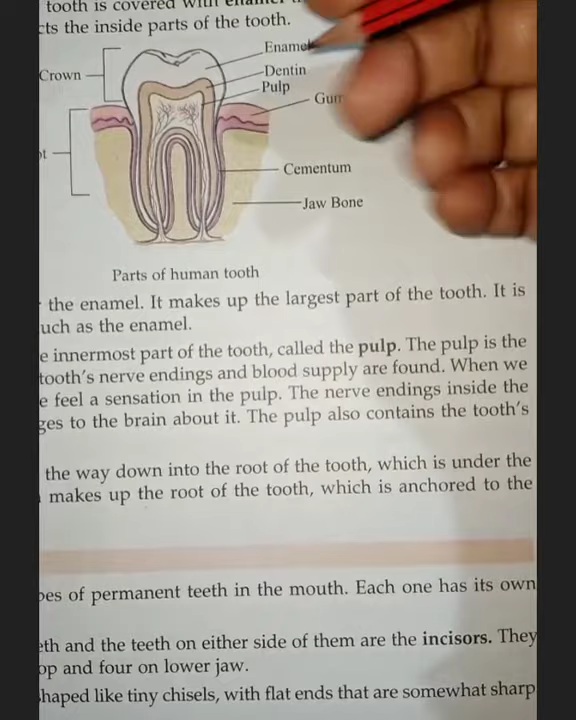 tooth is covered with enamel
cts the inside parts of the tooth.
Enamel
Crown
Dentin
Pulp
Gum
ot
Cementum
Jaw Bone
Parts of human tooth
the enamel. It makes up the largest part of the tooth. It is
uch as the enamel.
e innermost part of the tooth, called the pulp. The pulp is the
tooth's nerve endings and blood supply are found. When we
e feel a sensation in the pulp. The nerve endings inside the
ges to the brain about it. The pulp also contains the tooth's
the way down into the root of the tooth, which is under the
makes up the root of the tooth, which is anchored to the
pes of permanent teeth in the mouth. Each one has its own
eth and the teeth on either side of them are the incisors. They
op and four on lower jaw.
haped like tiny chisels, with flat ends that are somewhat sharp